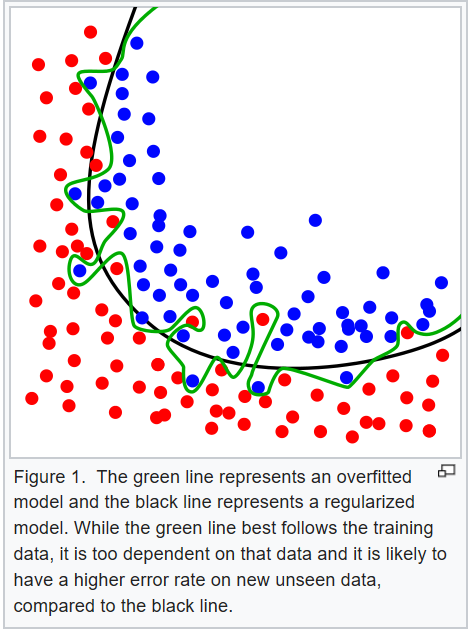 Figure 1.  The green line represents an overfitted
model and the black line represents a regularized
model. While the green line best follows the training
data, it is too dependent on that data and it is likely to
have a higher error rate on new unseen data,
compared to the black line.